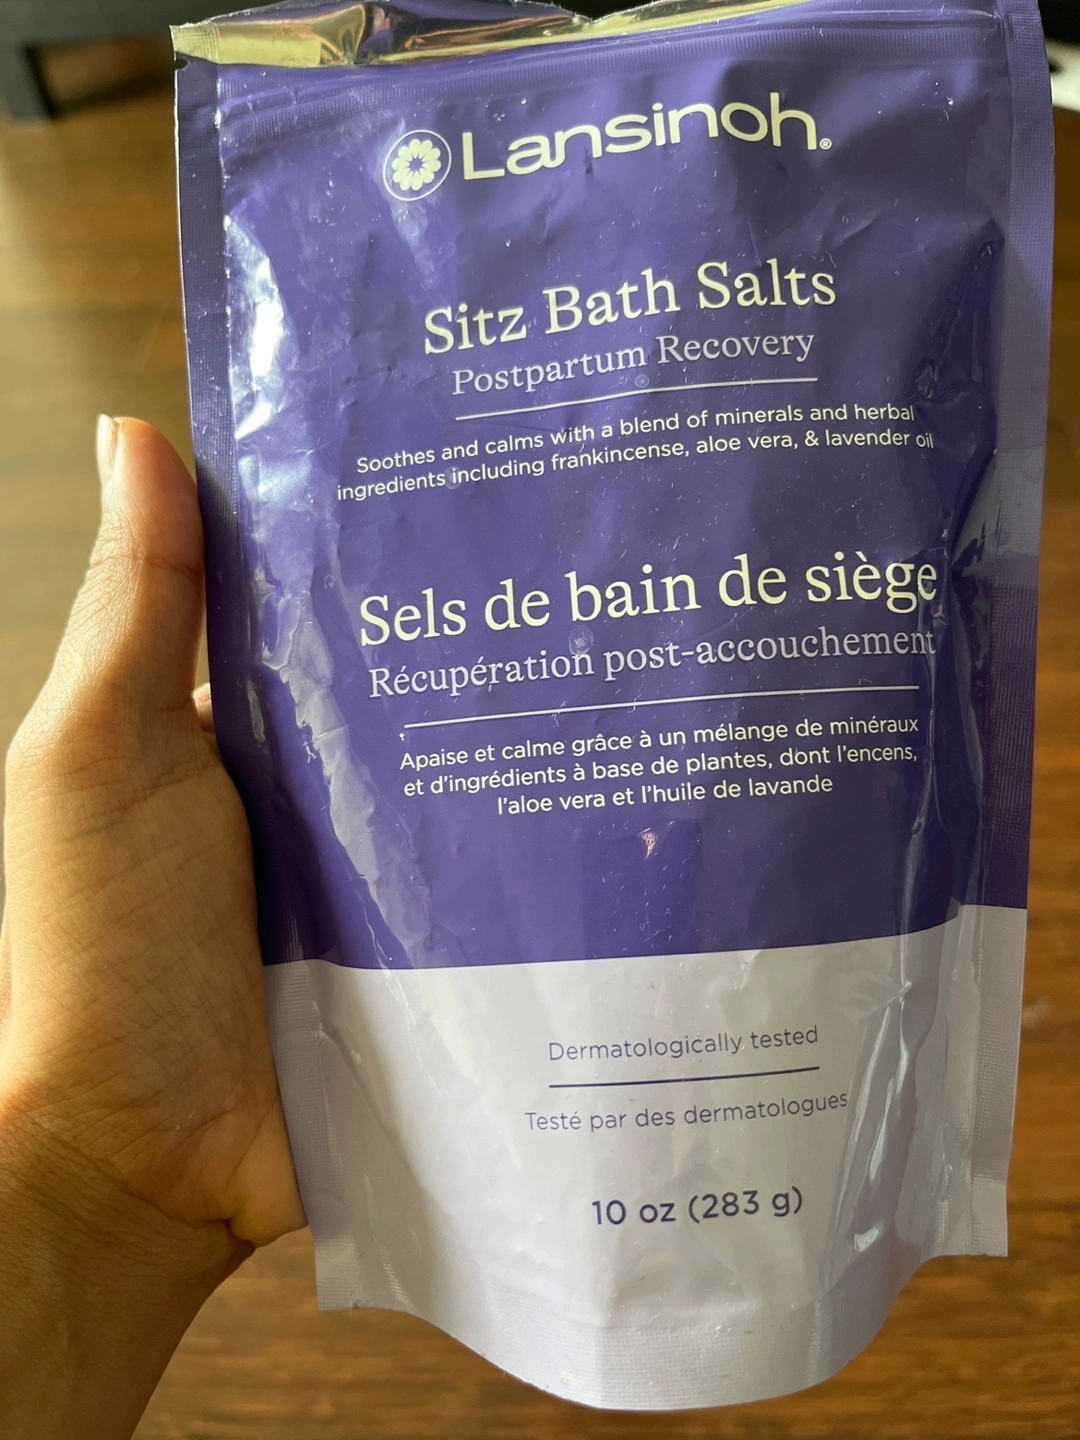 Lansinoh®
Sitz Bath Salts
Postpartum Recovery
Soothes and calms with a blend of minerals and herbal
ingredients including frankincense, aloe vera, & lavender oil
Sels de bain de siège
Récupération post-accouchement
Apaise et calme grâce à un mélange de minéraux
et d'ingrédients à base de plantes, dont l'encens,
l'aloe vera et l'huile de lavande
Dermatologically tested
Testé par des dermatologues
10 oz (283 g)